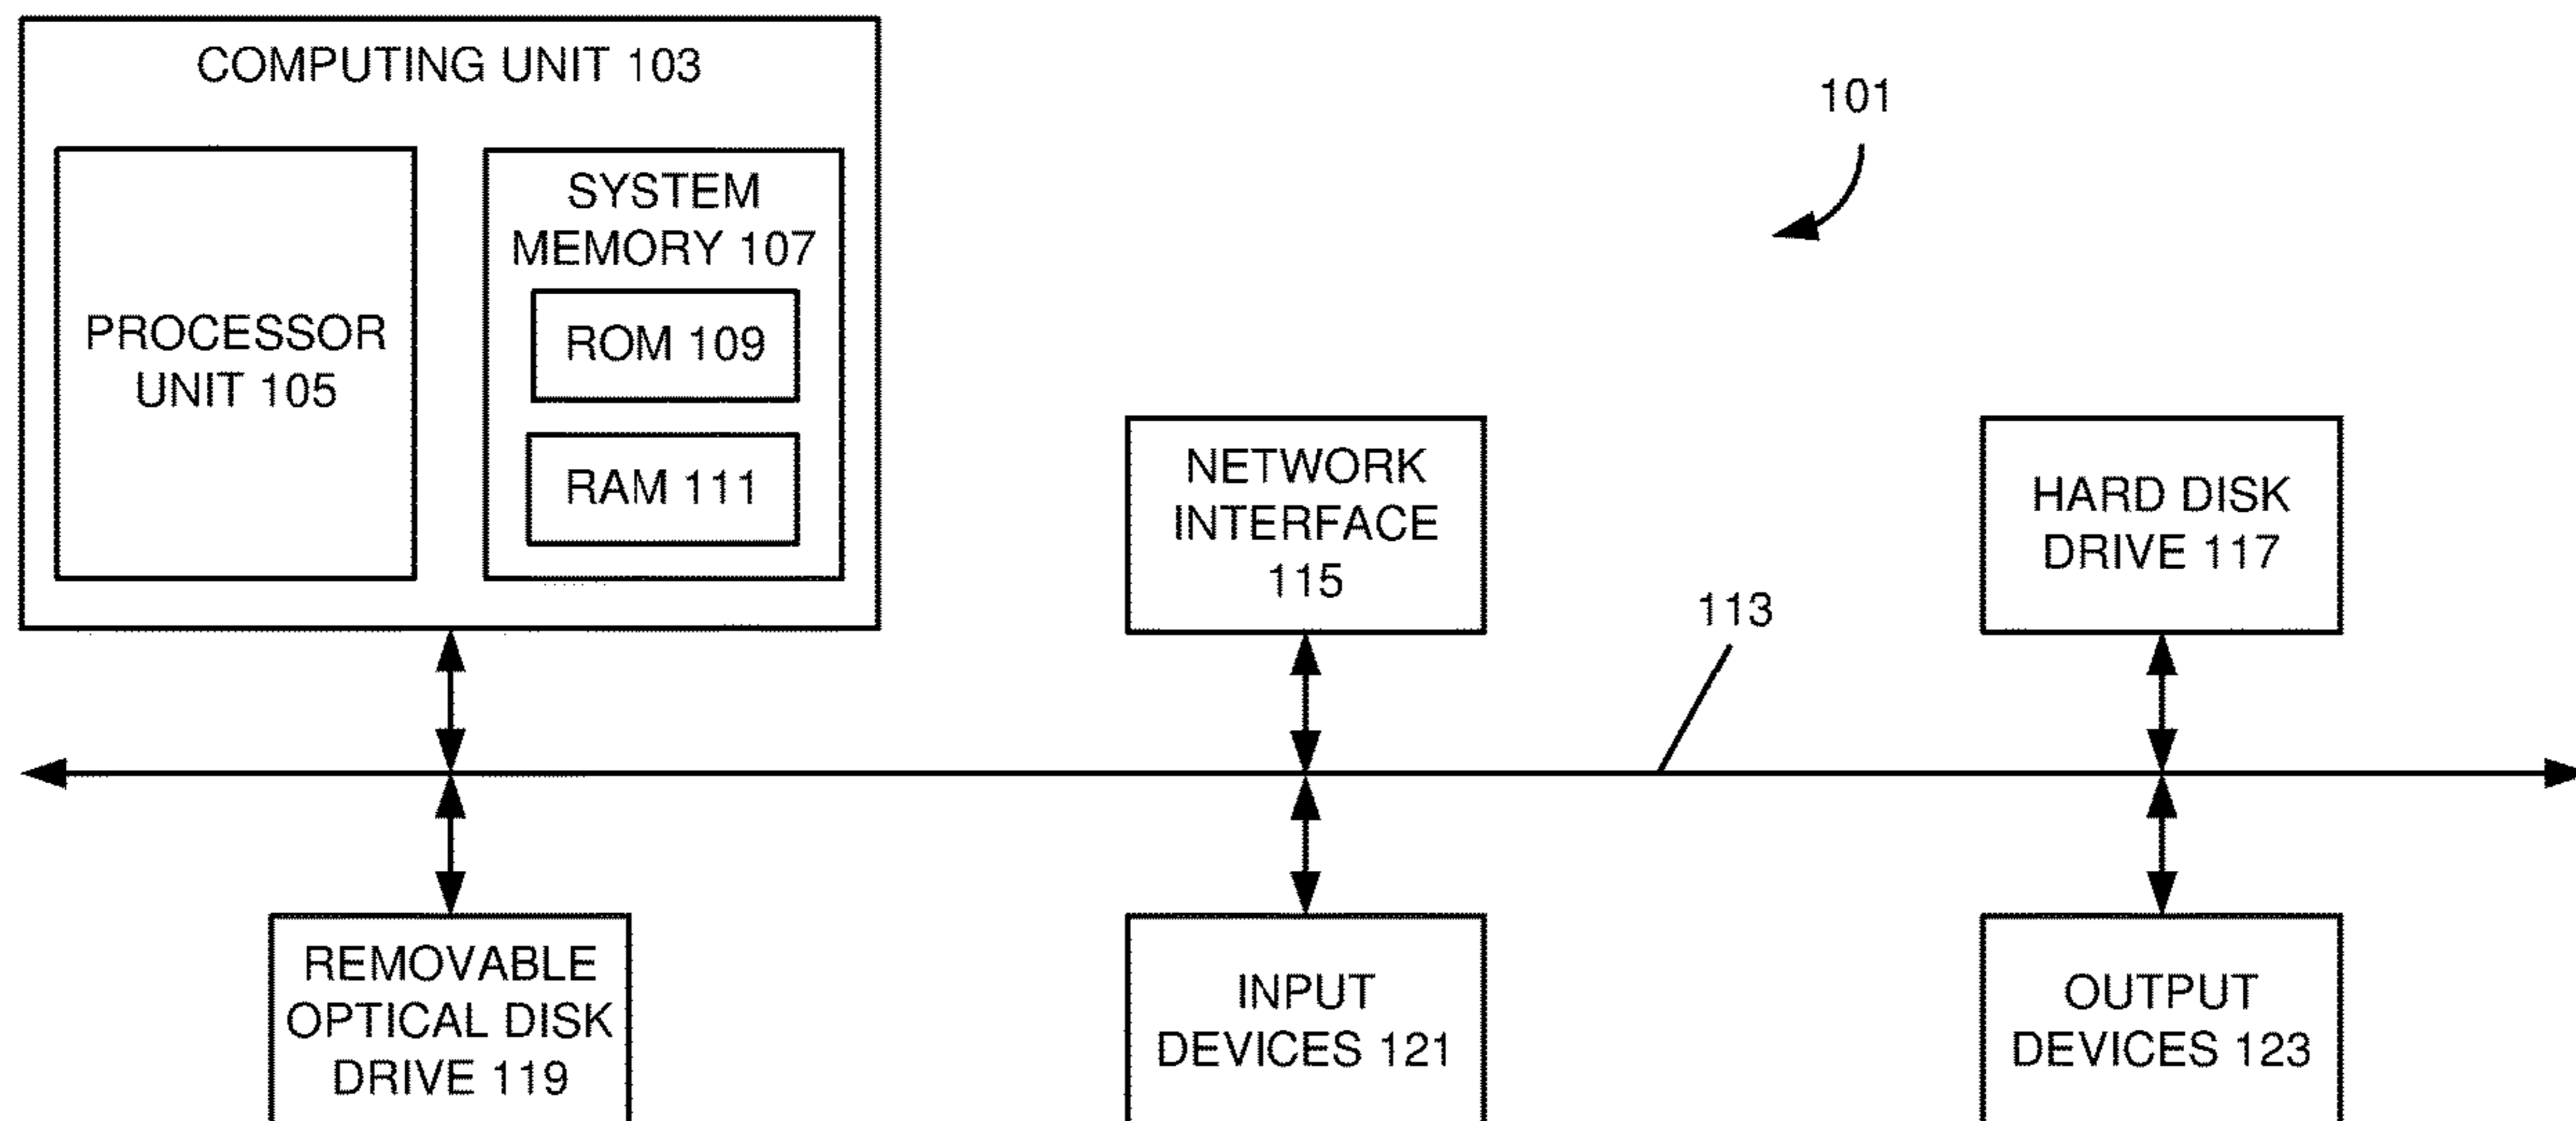 COMPUTING UNIT 103
101
PROCESSOR
UNIT 105
SYSTEM
MEMORY 107
ROM 109
RAM 111
NETWORK
INTERFACE
115
113
HARD DISK
DRIVE 117
REMOVABLE
OPTICAL DISK
DRIVE 119
INPUT
DEVICES 121
OUTPUT
DEVICES 123